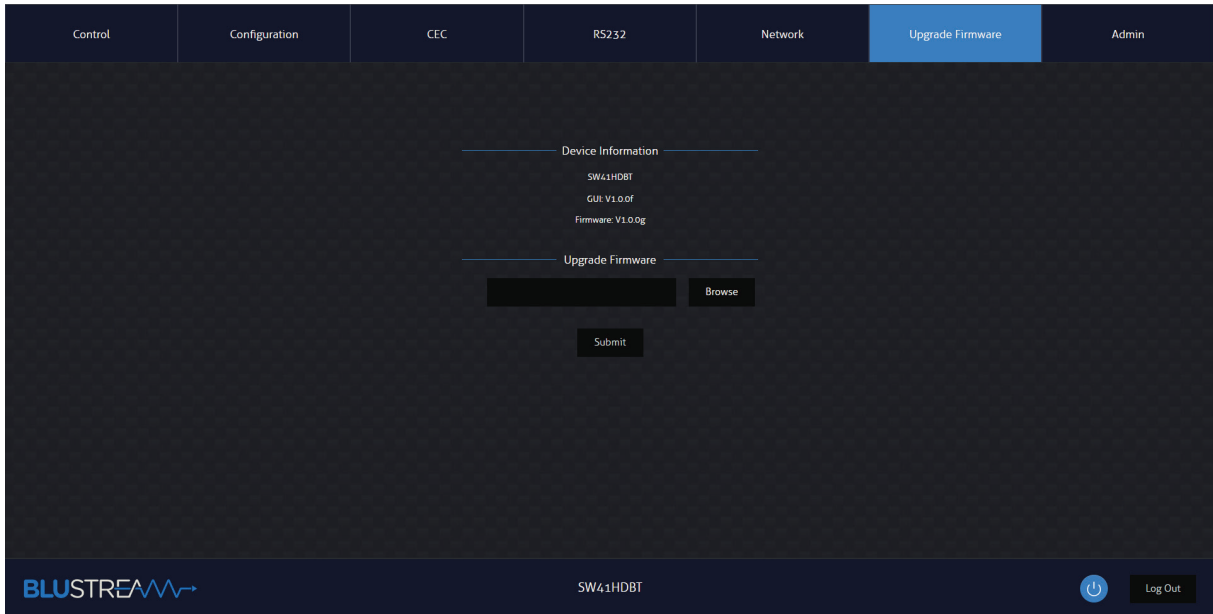 Control Configuration CEC RS232 Network Upgrade Firmware Admin
Device Information
SW41HDBT
GUI: V1.0.0f
Firmware: V1.0.0g
Upgrade Firmware
Browse
Submit
BLUSTREAM SW41HDBT Log Out